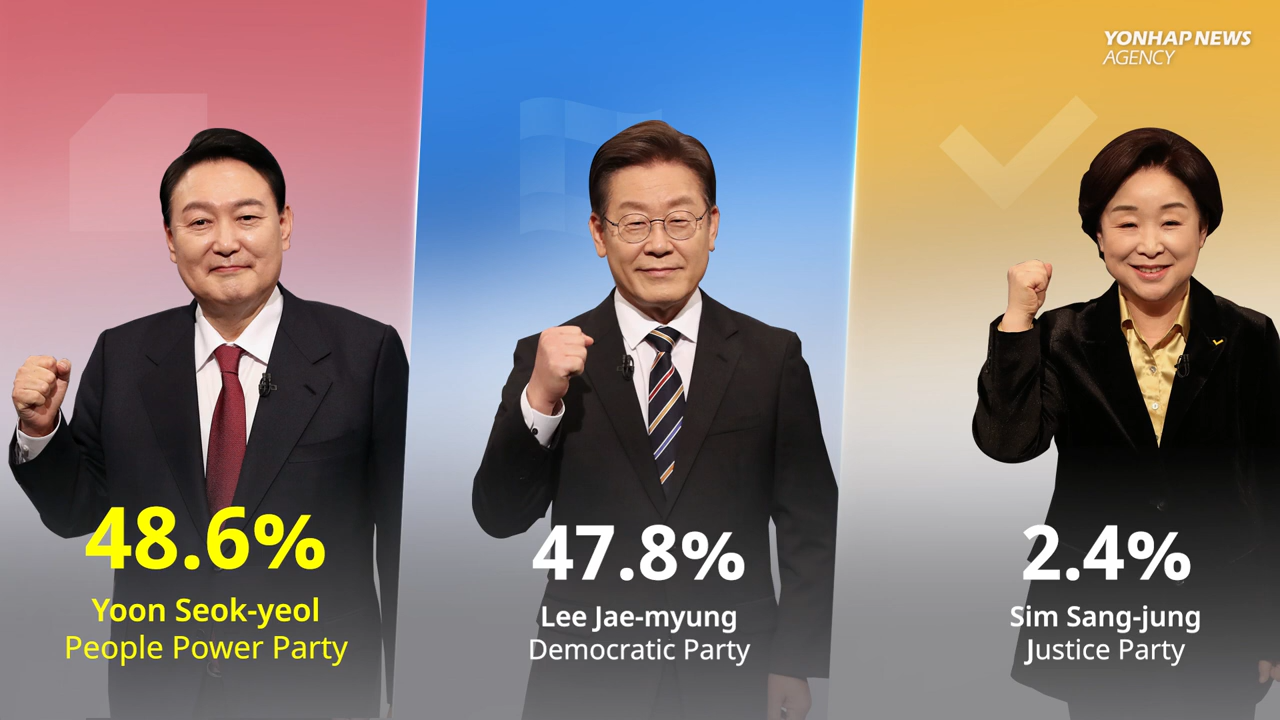 YONHAP NEWS
AGENCY
48.6%
Yoon Seok-yeol
People Power Party
47.8%
Lee Jae-myung
Democratic Party
2.4%
Sim Sang-jung
Justice Party